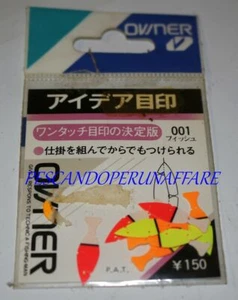 OWNER
アイデア目印
ワンタッチ目印の決定版
001
フィッシュ
●仕掛を組んでからでもつけられる
PESCANDOPERUNAFFARE
OWNER
P.A.T.
¥150